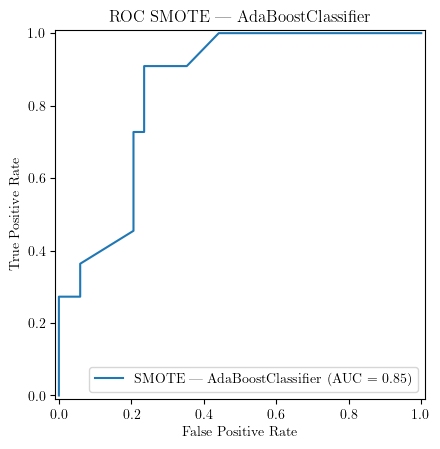 ROC SMOTE — AdaBoostClassifier
1.0
0.8
0.6
0.4
0.2
0.0
True Positive Rate
SMOTE — AdaBoostClassifier (AUC = 0.85)
0.0 0.2 0.4 0.6 0.8 1.0
False Positive Rate